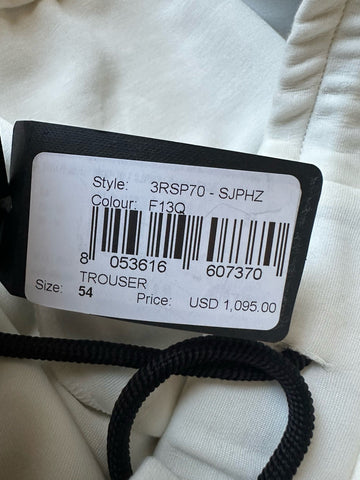 Style: 3RSP70 - SJPHZ
Colour: F13Q
8 053616 607370
TROUSER
Size: 54 Price: USD 1,095.00